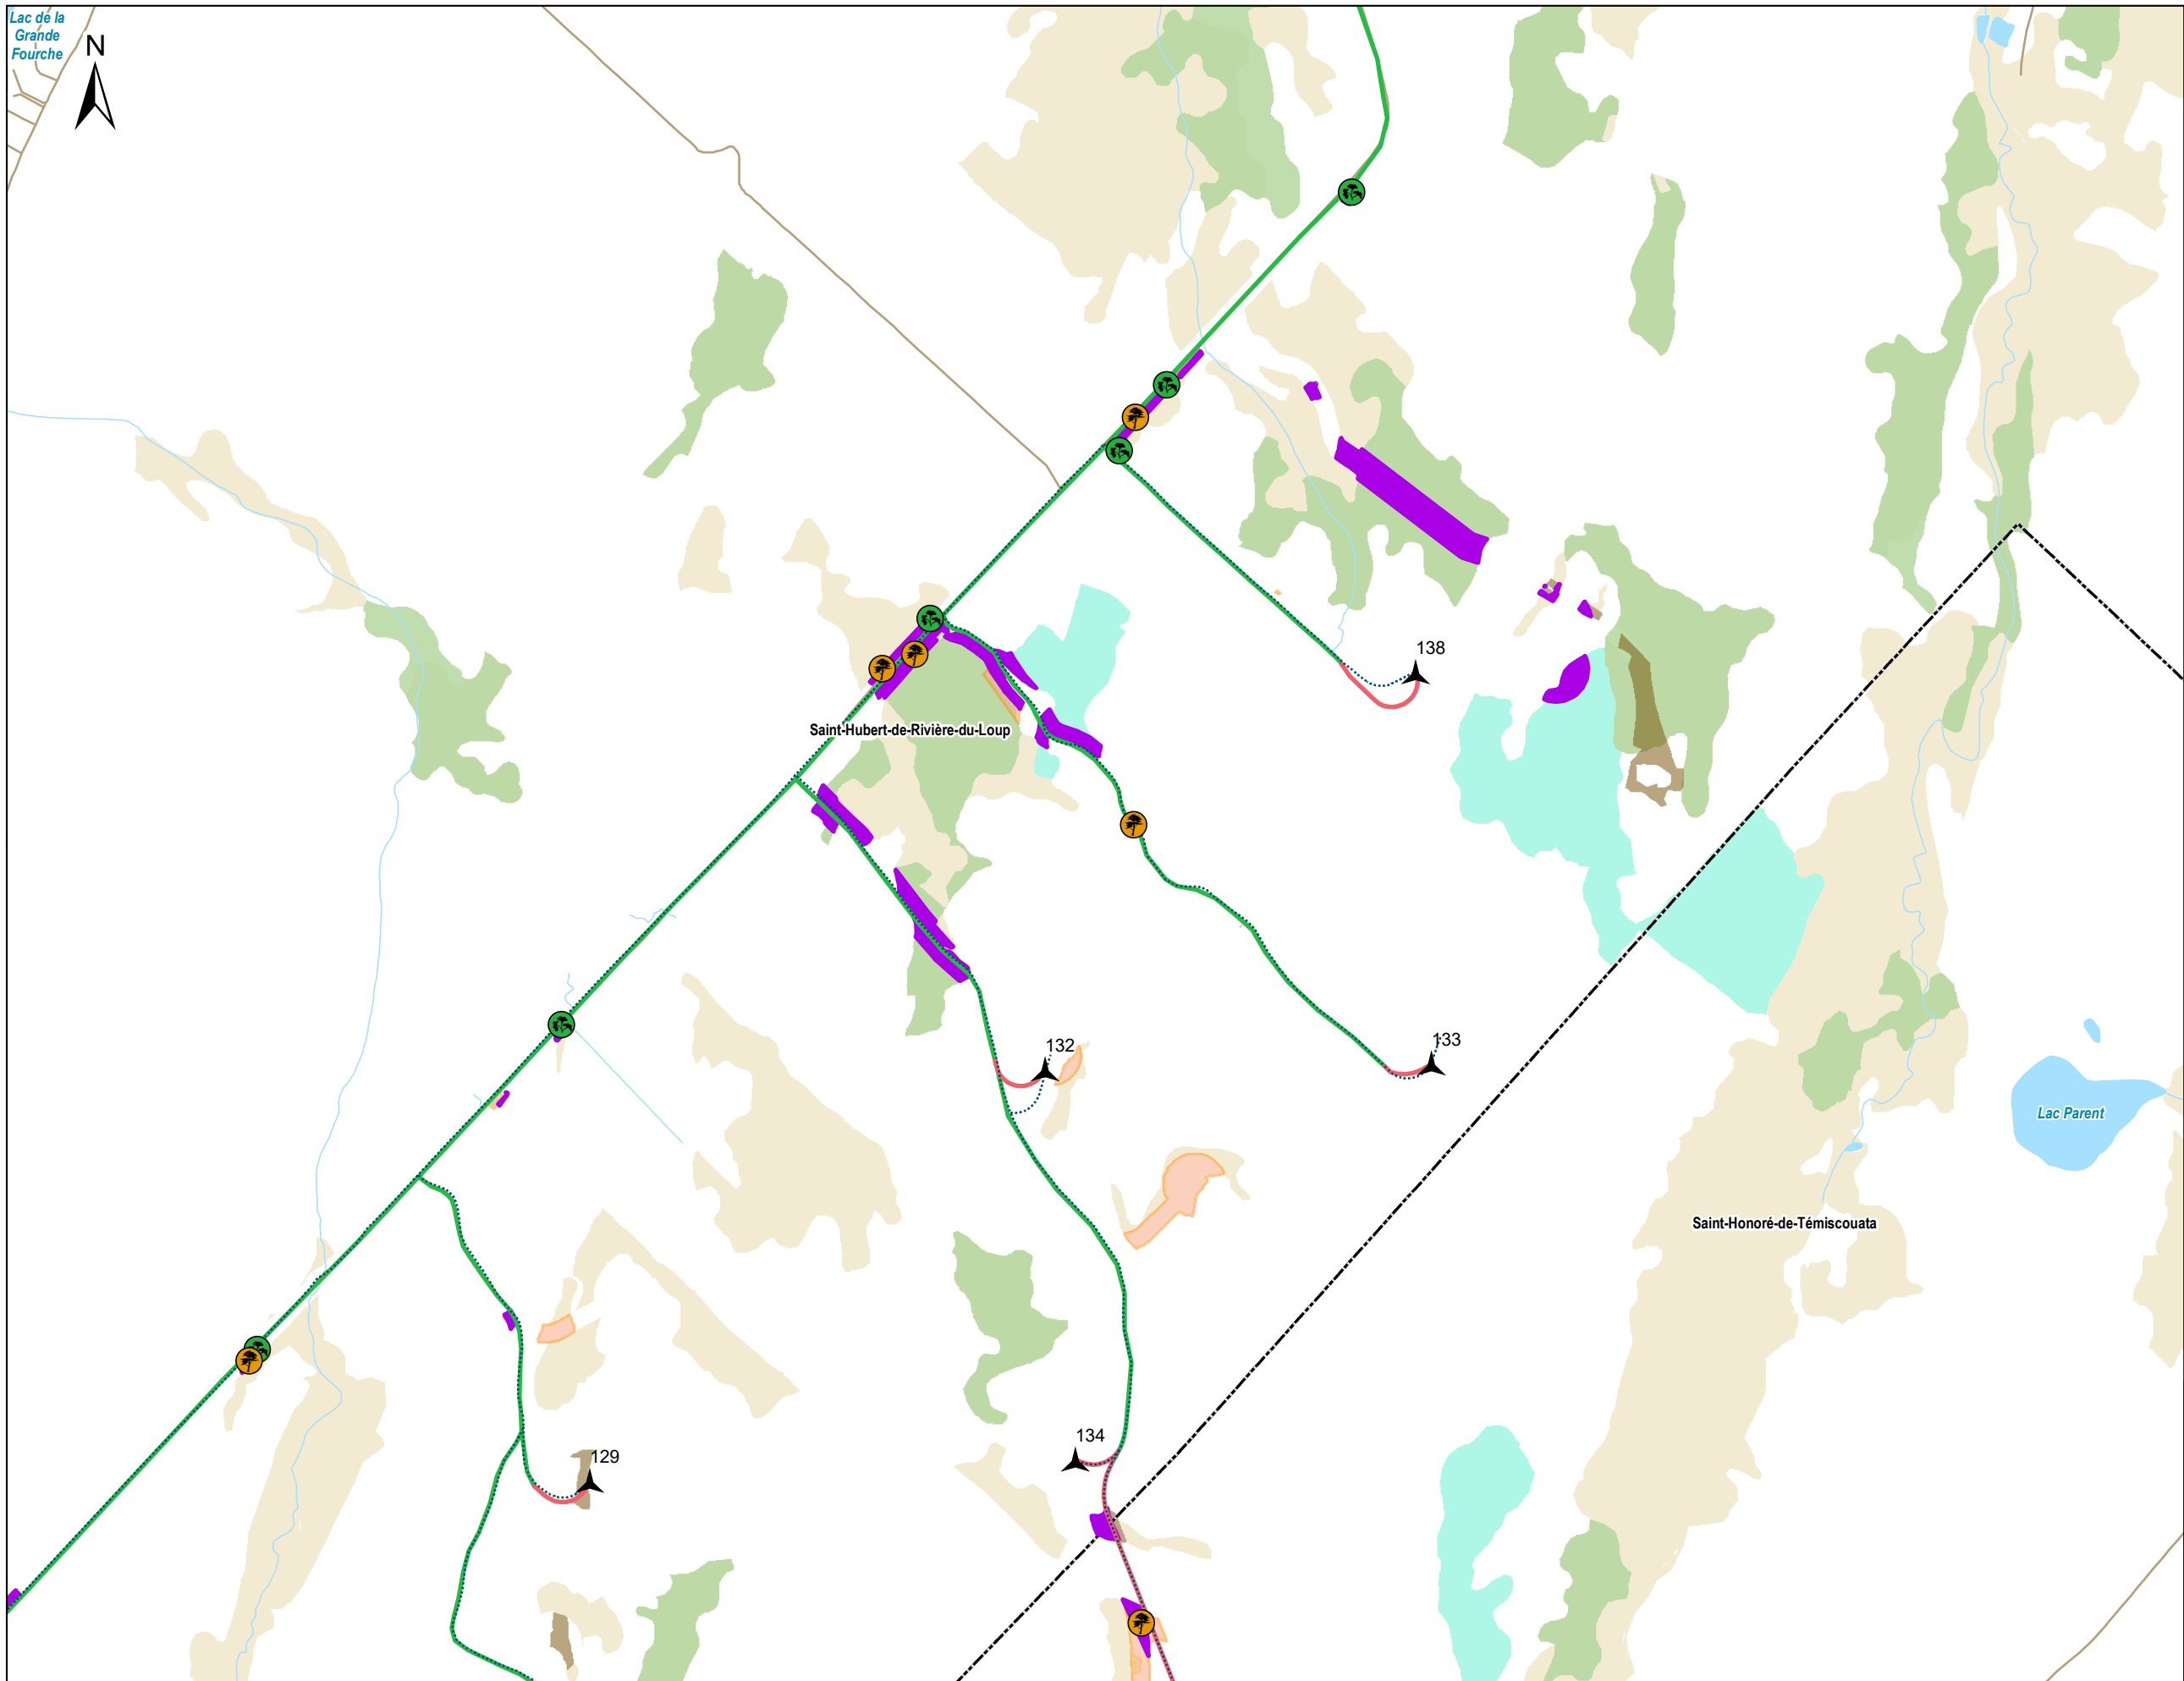 Lac de la
Grande
Fourche
N
138
Saint-Hubert-de-Rivière-du-Loup
132
133
Lac Parent
Saint-Honoré-de-Témiscouata
134
129